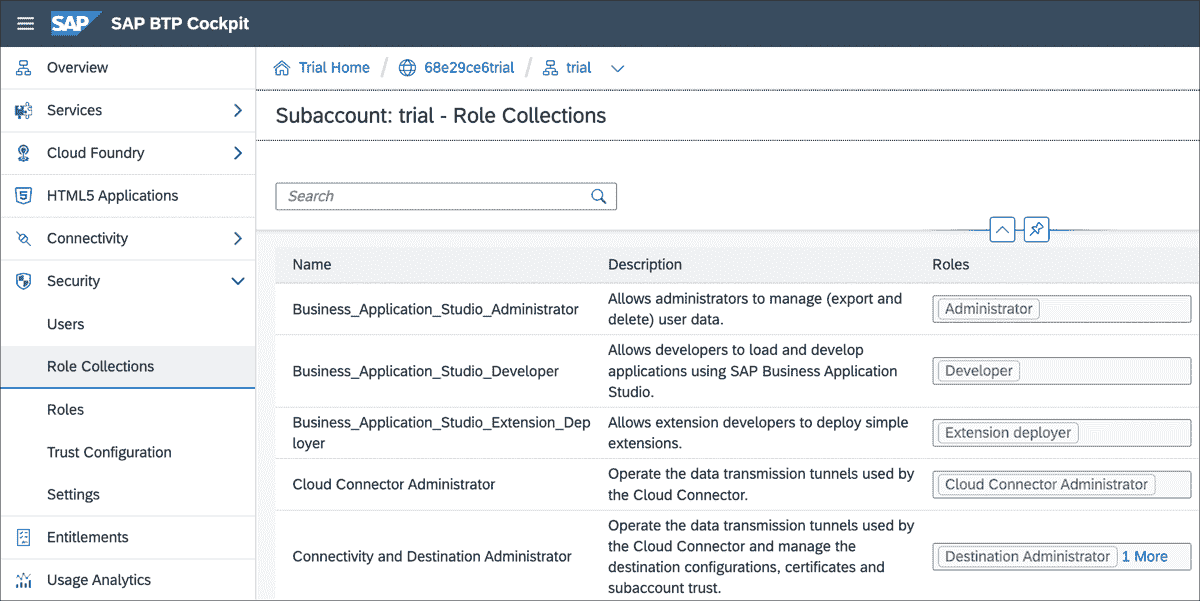 SAP SAP BTP Cockpit
Overview
Services
Cloud Foundry
5 HTML5 Applications
Connectivity
Security
Users
Role Collections
Roles
Trust Configuration
Settings
Entitlements
Usage Analytics
Trial Home / 68e29ce6trial / trial
Subaccount: trial - Role Collections
Search
Name Description Roles
Business_Application_Studio_Administrator
Allows administrators to manage (export and
delete) user data.
Administrator
Business_Application_Studio_Developer
Allows developers to load and develop
applications using SAP Business Application
Studio.
Developer
Business_Application_Studio_Extension_Dep
loyer
Allows extension developers to deploy simple
extensions.
Extension deployer
Cloud Connector Administrator
Operate the data transmission tunnels used by
the Cloud Connector.
Cloud Connector Administrator
Connectivity and Destination Administrator
Operate the data transmission tunnels used by
the Cloud Connector and manage the
destination configurations, certificates and
subaccount trust.
Destination Administrator 1 More